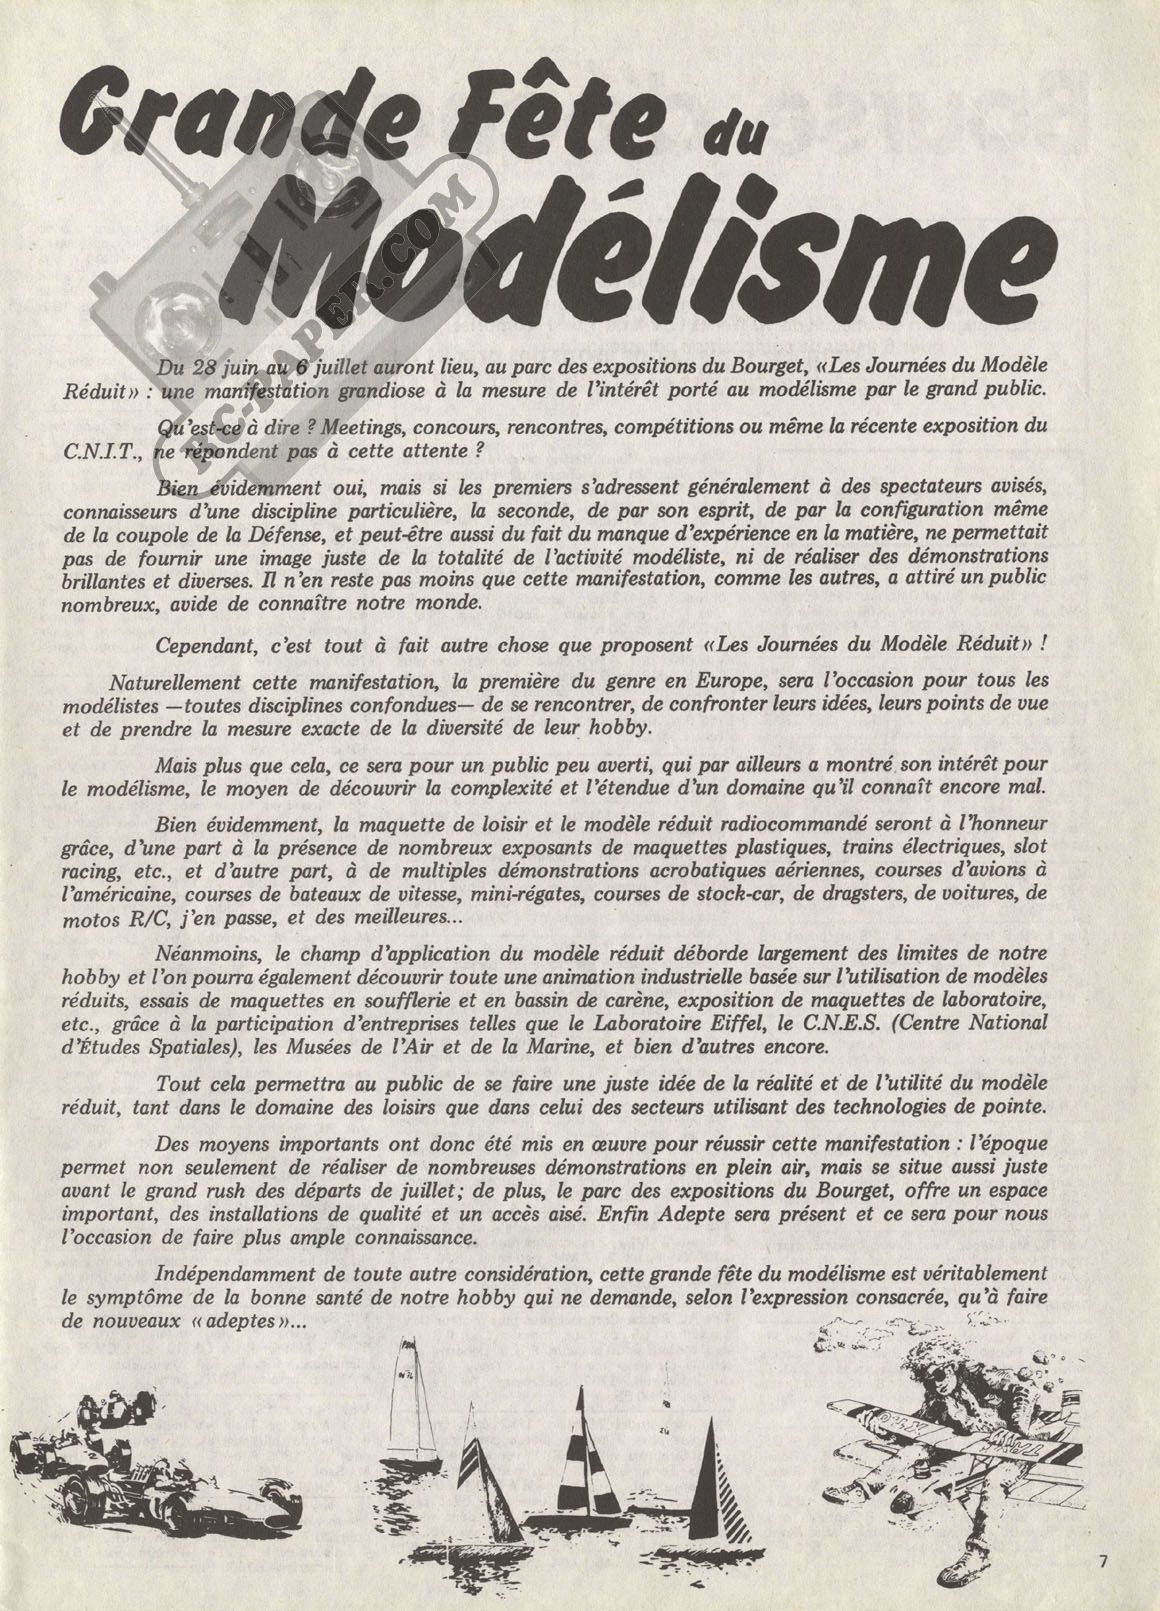 Grande Fête du
Modélisme
RC-PAPER.COM
Du 28 juin au 6 juillet auront lieu, au parc des expositions du Bourget, «Les Journées du Modèle
Réduit» : une manifestation grandiose à la mesure de l'intérêt porté au modélisme par le grand public.
Qu'est-ce à dire ? Meetings, concours, rencontres, compétitions ou même la récente exposition du
C.N.I.T., ne répondent pas à cette attente ?
Bien évidemment oui, mais si les premiers s'adressent généralement à des spectateurs avisés,
connaisseurs d'une discipline particulière, la seconde, de par son esprit, de par la configuration même
de la coupole de la Défense, et peut-être aussi du fait du manque d'expérience en la matière, ne permettait
pas de fournir une image juste de la totalité de l'activité modéliste, ni de réaliser des démonstrations
brillantes et diverses. Il n'en reste pas moins que cette manifestation, comme les autres, a attiré un public
nombreux, avide de connaître notre monde.
Cependant, c'est tout à fait autre chose que proposent «Les Journées du Modèle Réduit» !
Naturellement cette manifestation, la première du genre en Europe, sera l'occasion pour tous les
modélistes —toutes disciplines confondues— de se rencontrer, de confronter leurs idées, leurs points de vue
et de prendre la mesure exacte de la diversité de leur hobby.
Mais plus que cela, ce sera pour un public peu averti, qui par ailleurs a montré son intérêt pour
le modélisme, le moyen de découvrir la complexité et l'étendue d'un domaine qu'il connaît encore mal.
Bien évidemment, la maquette de loisir et le modèle réduit radiocommandé seront à l'honneur
grâce, d'une part à la présence de nombreux exposants de maquettes plastiques, trains électriques, slot
racing, etc., et d'autre part, à de multiples démonstrations acrobatiques aériennes, courses d'avions à
l'américaine, courses de bateaux de vitesse, mini-régates, courses de stock-car, de dragsters, de voitures, de
motos R/C, j'en passe, et des meilleures...
Néanmoins, le champ d'application du modèle réduit déborde largement des limites de notre
hobby et l'on pourra également découvrir toute une animation industrielle basée sur l'utilisation de modèles
réduits, essais de maquettes en soufflerie et en bassin de carène, exposition de maquettes de laboratoire,
etc., grâce à la participation d'entreprises telles que le Laboratoire Eiffel, le C.N.E.S. (Centre National
d'Études Spatiales), les Musées de l'Air et de la Marine, et bien d'autres encore.
Tout cela permettra au public de se faire une juste idée de la réalité et de l'utilité du modèle
réduit, tant dans le domaine des loisirs que dans celui des secteurs utilisant des technologies de pointe.
Des moyens importants ont donc été mis en œuvre pour réussir cette manifestation : l'époque
permet non seulement de réaliser de nombreuses démonstrations en plein air, mais se situe aussi juste
avant le grand rush des départs de juillet; de plus, le parc des expositions du Bourget, offre un espace
important, des installations de qualité et un accès aisé. Enfin Adepte sera présent et ce sera pour nous
l'occasion de faire plus ample connaissance.
Indépendamment de toute autre considération, cette grande fête du modélisme est véritablement
le symptôme de la bonne santé de notre hobby qui ne demande, selon l'expression consacrée, qu'à faire
de nouveaux «adeptes»...
7